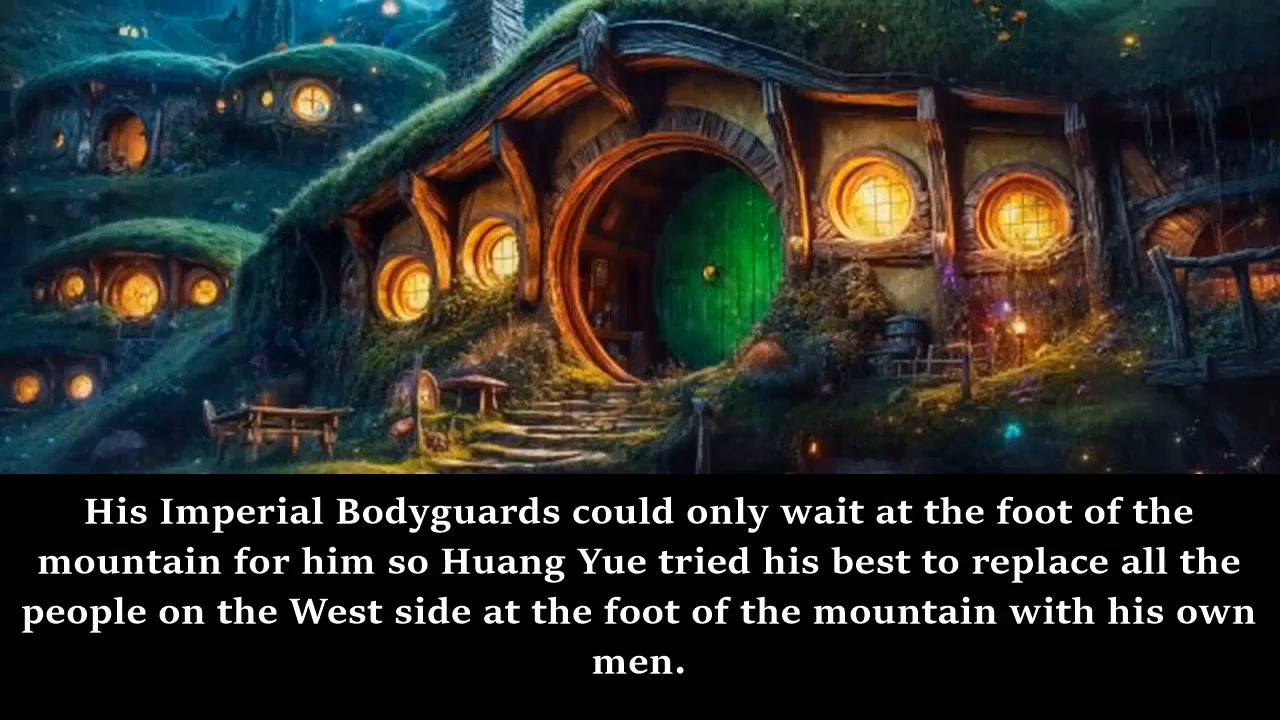 His Imperial Bodyguards could only wait at the foot of the
mountain for him so Huang Yue tried his best to replace all the
people on the West side at the foot of the mountain with his own
men.